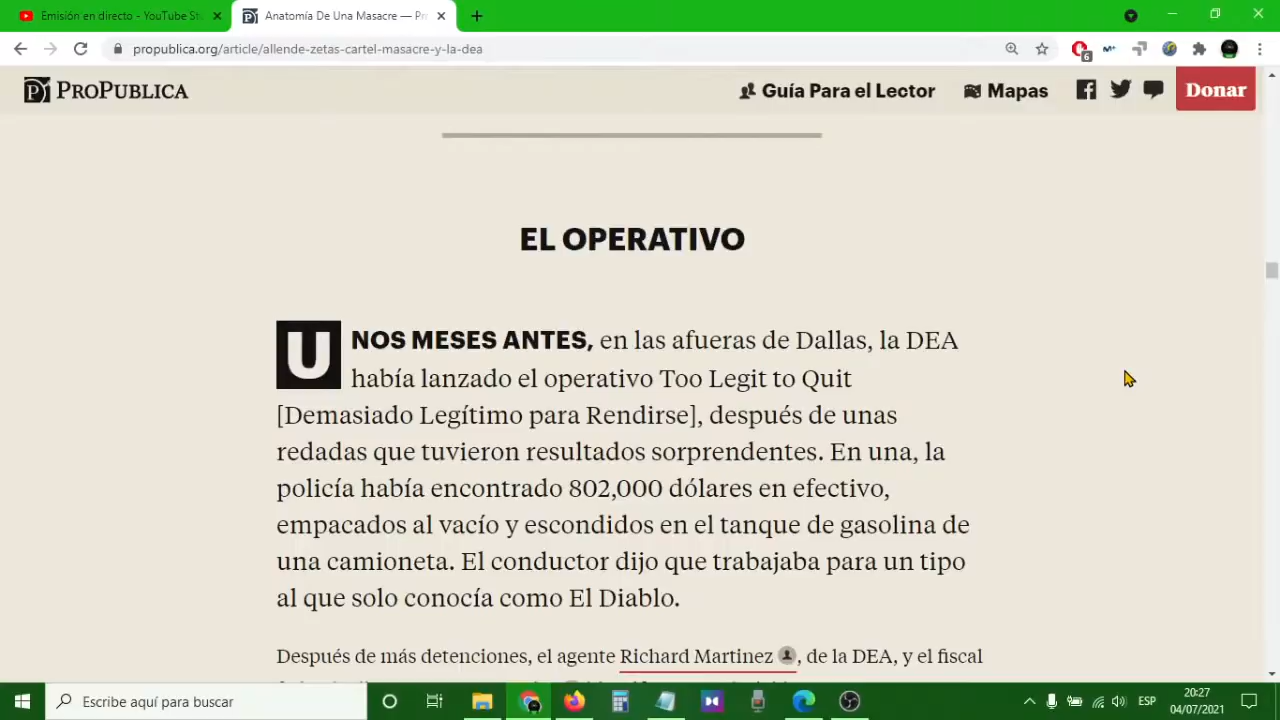 Emisión en directo - YouTube St
Anatomía De Una Masacre — Pr
propublica.org/article/allende-zetas-cartel-masacre-y-la-dea
6
PROPUBLICA
Guía Para el Lector
Mapas
Donar
EL OPERATIVO
UNOS MESES ANTES, en las afueras de Dallas, la DEA
había lanzado el operativo Too Legit to Quit
[Demasiado Legítimo para Rendirse], después de unas
redadas que tuvieron resultados sorprendentes. En una, la
policía había encontrado 802,000 dólares en efectivo,
empacados al vacío y escondidos en el tanque de gasolina de
una camioneta. El conductor dijo que trabajaba para un tipo
al que solo conocía como El Diablo.
Después de más detenciones, el agente Richard Martinez, de la DEA, y el fiscal
Escribe aquí para buscar
ESP
20:27
04/07/2021